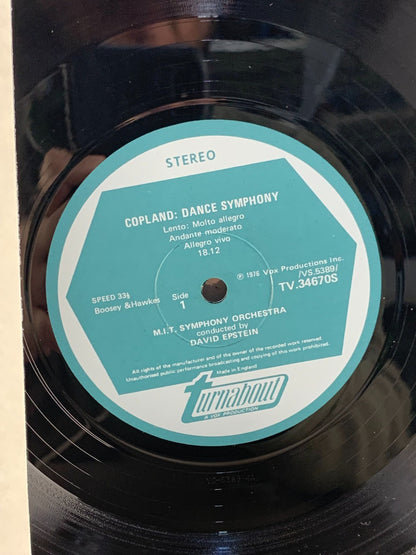 STEREO
COPLAND: DANCE SYMPHONY
Lento: Molto allegro
Andante moderato
Allegro vivo
18.12
SPEED 33⅓
Boosey & Hawkes
Side
1
℗ 1976 Vox Productions Inc.
/VS.5389/
TV.34670S
M.I.T. SYMPHONY ORCHESTRA
conducted by
DAVID EPSTEIN
All rights of the manufacturer and of the owner of the recorded work reserved.
Unauthorised public performance broadcasting and copying of this work prohibited.
Made in England
turnabout
A VOX PRODUCTION